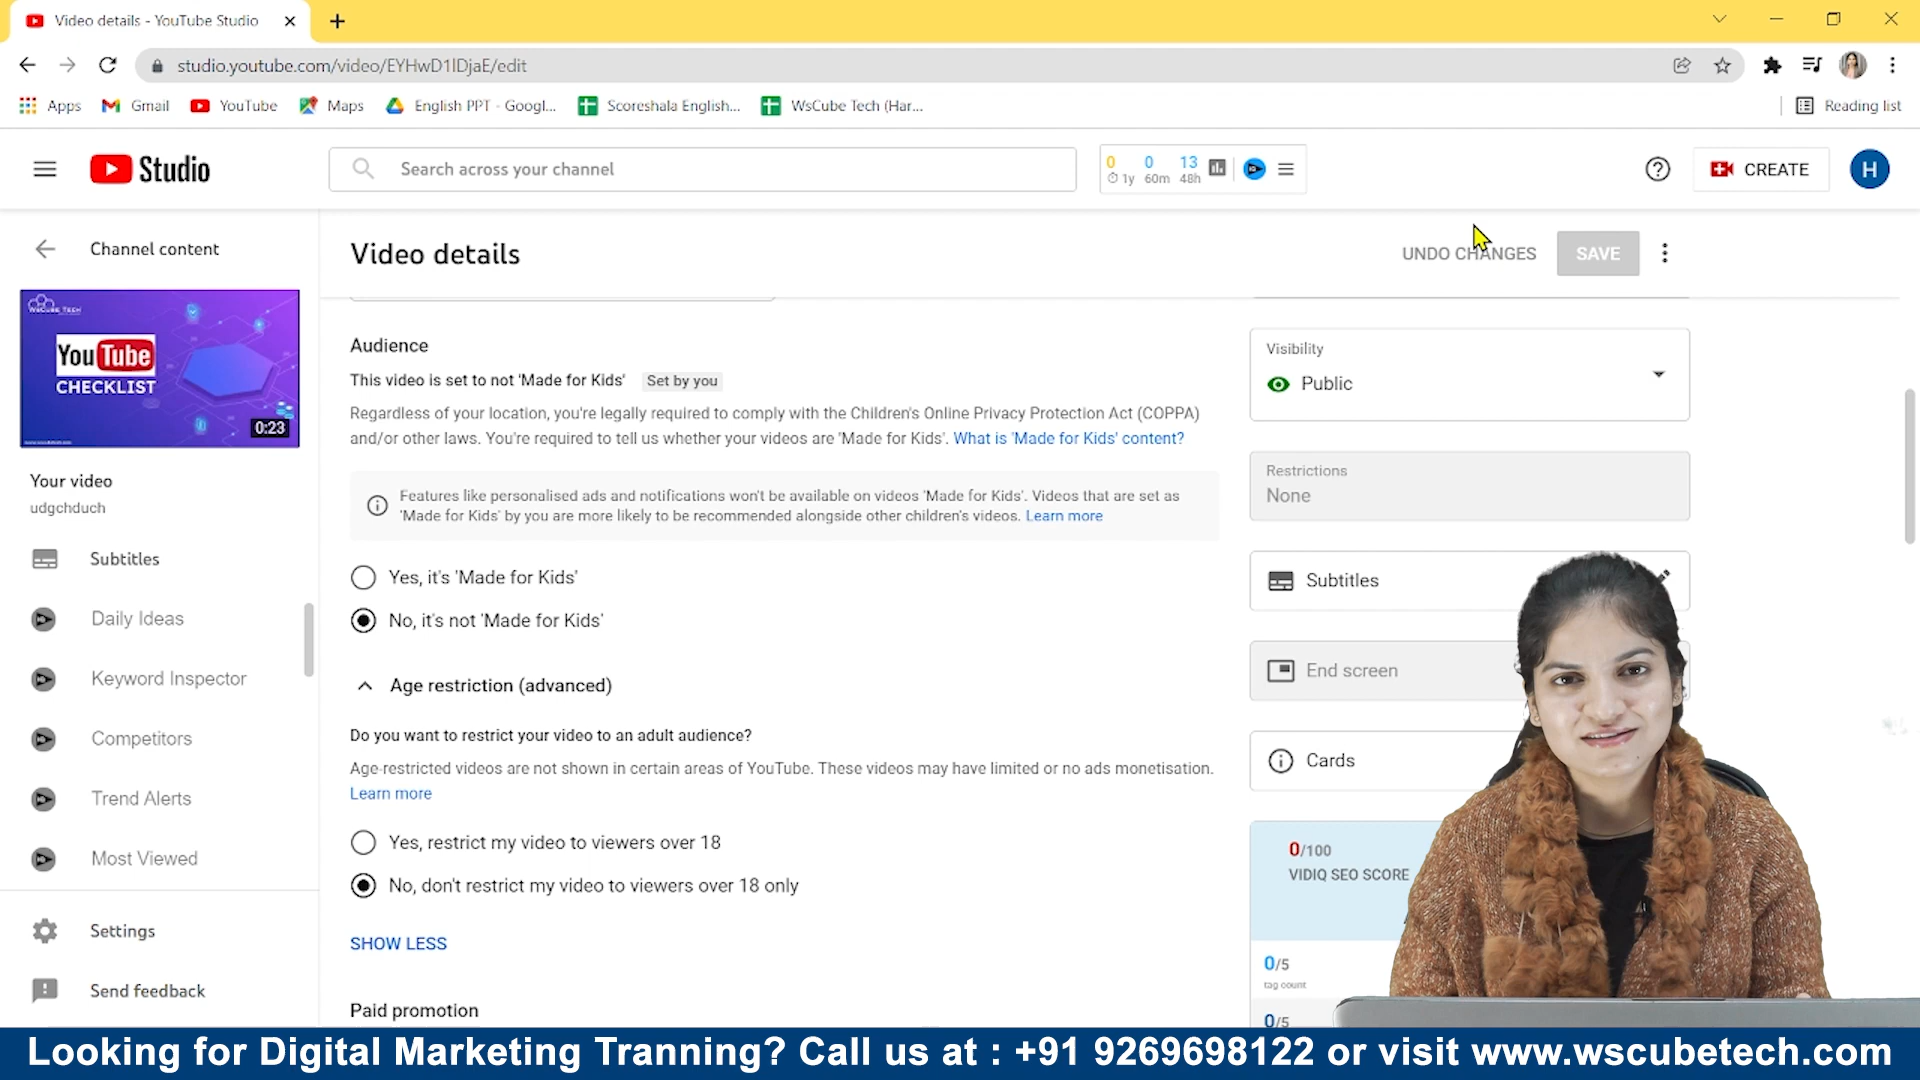 Video details - YouTube Studio
studio.youtube.com/video/EYHwD1lDjaE/edit
Apps
Gmail
YouTube
Maps
English PPT - Googl...
Scoreshala English...
WsCube Tech (Har...
Reading list
Studio
Search across your channel
0
0
13
1y
60m
48h
CREATE
H
Channel content
Video details
UNDO CHANGES
SAVE
WsCube Tech
YouTube
CHECKLIST
0:23
Your video
udgchduch
Subtitles
Daily Ideas
Keyword Inspector
Competitors
Trend Alerts
Most Viewed
Settings
Send feedback
Audience
This video is set to not 'Made for Kids' Set by you
Regardless of your location, you're legally required to comply with the Children's Online Privacy Protection Act (COPPA)
and/or other laws. You're required to tell us whether your videos are 'Made for Kids'. What is 'Made for Kids' content?
Features like personalised ads and notifications won't be available on videos 'Made for Kids'. Videos that are set as
'Made for Kids' by you are more likely to be recommended alongside other children's videos. Learn more
Yes, it's 'Made for Kids'
No, it's not 'Made for Kids'
Age restriction (advanced)
Do you want to restrict your video to an adult audience?
Age-restricted videos are not shown in certain areas of YouTube. These videos may have limited or no ads monetisation.
Learn more
Yes, restrict my video to viewers over 18
No, don't restrict my video to viewers over 18 only
SHOW LESS
Paid promotion
Visibility
Public
Restrictions
None
Subtitles
End screen
Cards
0/100
VIDIQ SEO SCORE
0/5
tag count
0/5
Looking for Digital Marketing Tranning? Call us at : +91 9269698122 or visit www.wscubetech.com